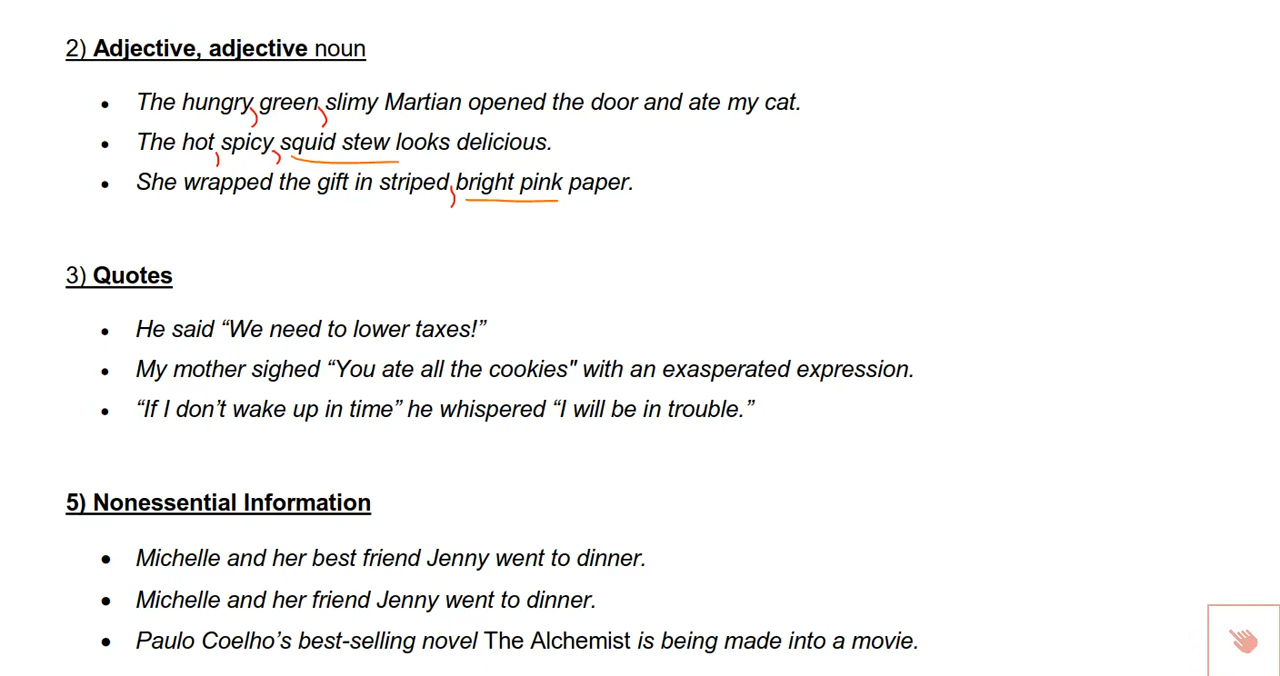 2) Adjective, adjective noun
• The hungry, green, slimy Martian opened the door and ate my cat.
• The hot, spicy, squid stew looks delicious.
• She wrapped the gift in striped, bright pink paper.
3) Quotes
• He said “We need to lower taxes!”
• My mother sighed “You ate all the cookies" with an exasperated expression.
• “If I don’t wake up in time” he whispered “I will be in trouble.”
5) Nonessential Information
• Michelle and her best friend Jenny went to dinner.
• Michelle and her friend Jenny went to dinner.
• Paulo Coelho’s best-selling novel The Alchemist is being made into a movie.